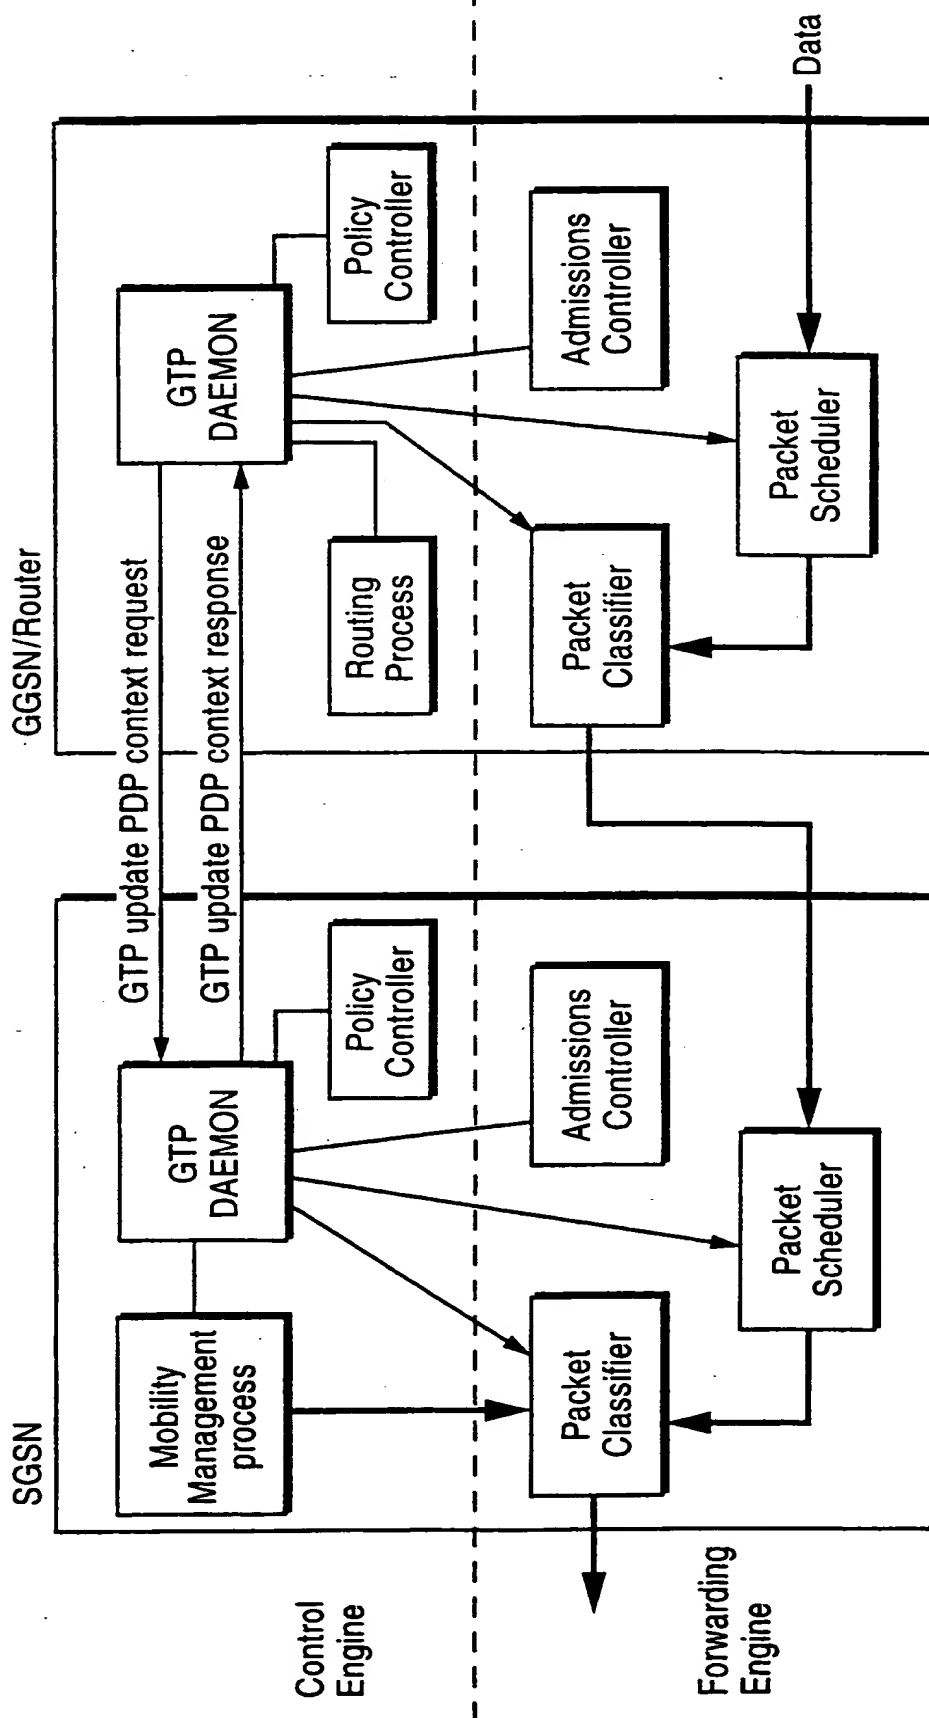 SGSN
GGSN/Router
Mobility
Management
process
GTP
DAEMON
GTP update PDP context request
GTP update PDP context response
GTP
DAEMON
Policy
Controller
Routing
Process
Policy
Controller
Control
Engine
Packet
Classifier
Admissions
Controller
Packet
Classifier
Admissions
Controller
Forwarding
Engine
Packet
Scheduler
Packet
Scheduler
Data